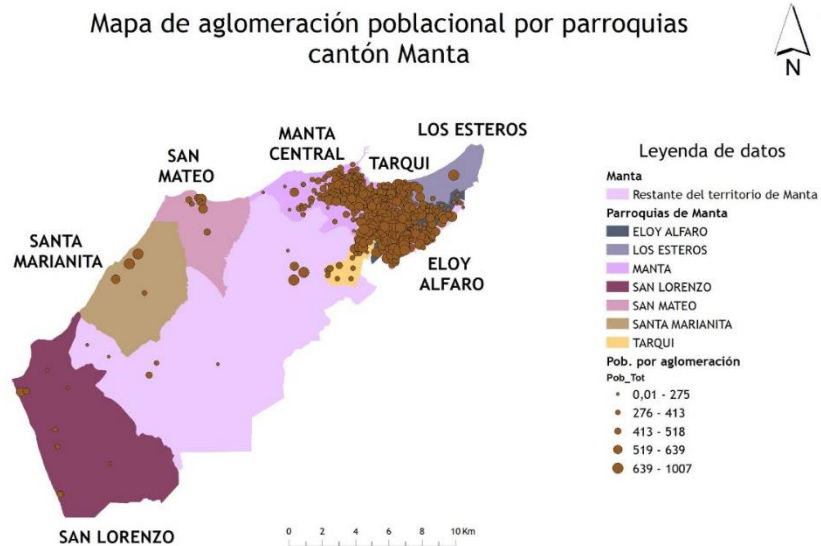 Mapa de aglomeración poblacional por parroquias
cantón Manta
N
LOS ESTEROS
MANTA
CENTRAL
TARQUI
SAN
MATEO
SANTA
MARIANITA
ELOY
ALFARO
SAN LORENZO
Leyenda de datos
Manta
Restante del territorio de Manta
Parroquias de Manta
ELOY ALFARO
LOS ESTEROS
MANTA
SAN LORENZO
SAN MATEO
SANTA MARIANITA
TARQUI
Pob. por aglomeración
Pob_Tot
0,01 - 275
276 - 413
413 - 518
519 - 639
639 - 1007
0 2 4 6 8 10 Km